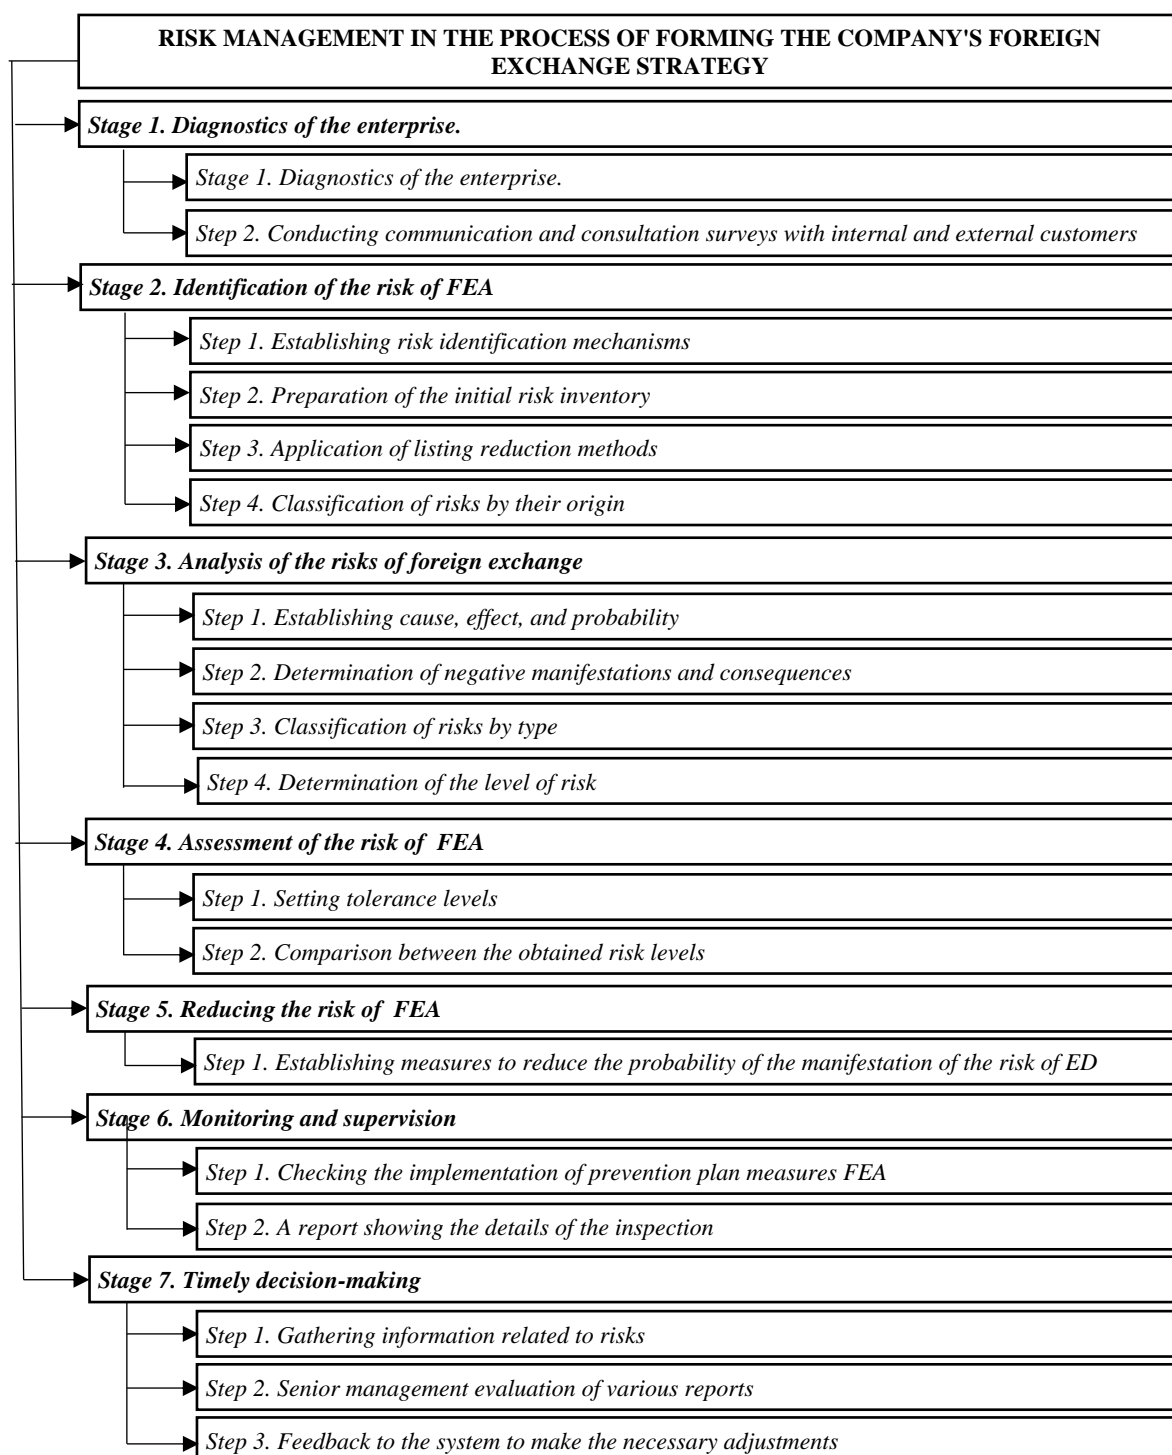 RISK MANAGEMENT IN THE PROCESS OF FORMING THE COMPANY'S FOREIGN
EXCHANGE STRATEGY
Stage 1. Diagnostics of the enterprise.
Stage 1. Diagnostics of the enterprise.
Step 2. Conducting communication and consultation surveys with internal and external customers
Stage 2. Identification of the risk of FEA
Step 1. Establishing risk identification mechanisms
Step 2. Preparation of the initial risk inventory
Step 3. Application of listing reduction methods
Step 4. Classification of risks by their origin
Stage 3. Analysis of the risks of foreign exchange
Step 1. Establishing cause, effect, and probability
Step 2. Determination of negative manifestations and consequences
Step 3. Classification of risks by type
Step 4. Determination of the level of risk
Stage 4. Assessment of the risk of FEA
Step 1. Setting tolerance levels
Step 2. Comparison between the obtained risk levels
Stage 5. Reducing the risk of FEA
Step 1. Establishing measures to reduce the probability of the manifestation of the risk of ED
Stage 6. Monitoring and supervision
Step 1. Checking the implementation of prevention plan measures FEA
Step 2. A report showing the details of the inspection
Stage 7. Timely decision-making
Step 1. Gathering information related to risks
Step 2. Senior management evaluation of various reports
Step 3. Feedback to the system to make the necessary adjustments